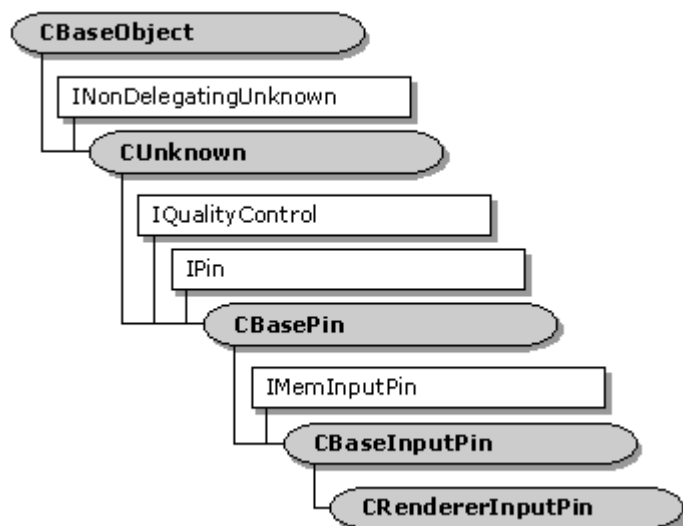 CBaseObject
INonDelegatingUnknown
CUnknown
IQualityControl
IPin
CBasePin
IMemInputPin
CBaseInputPin
CRendererInputPin